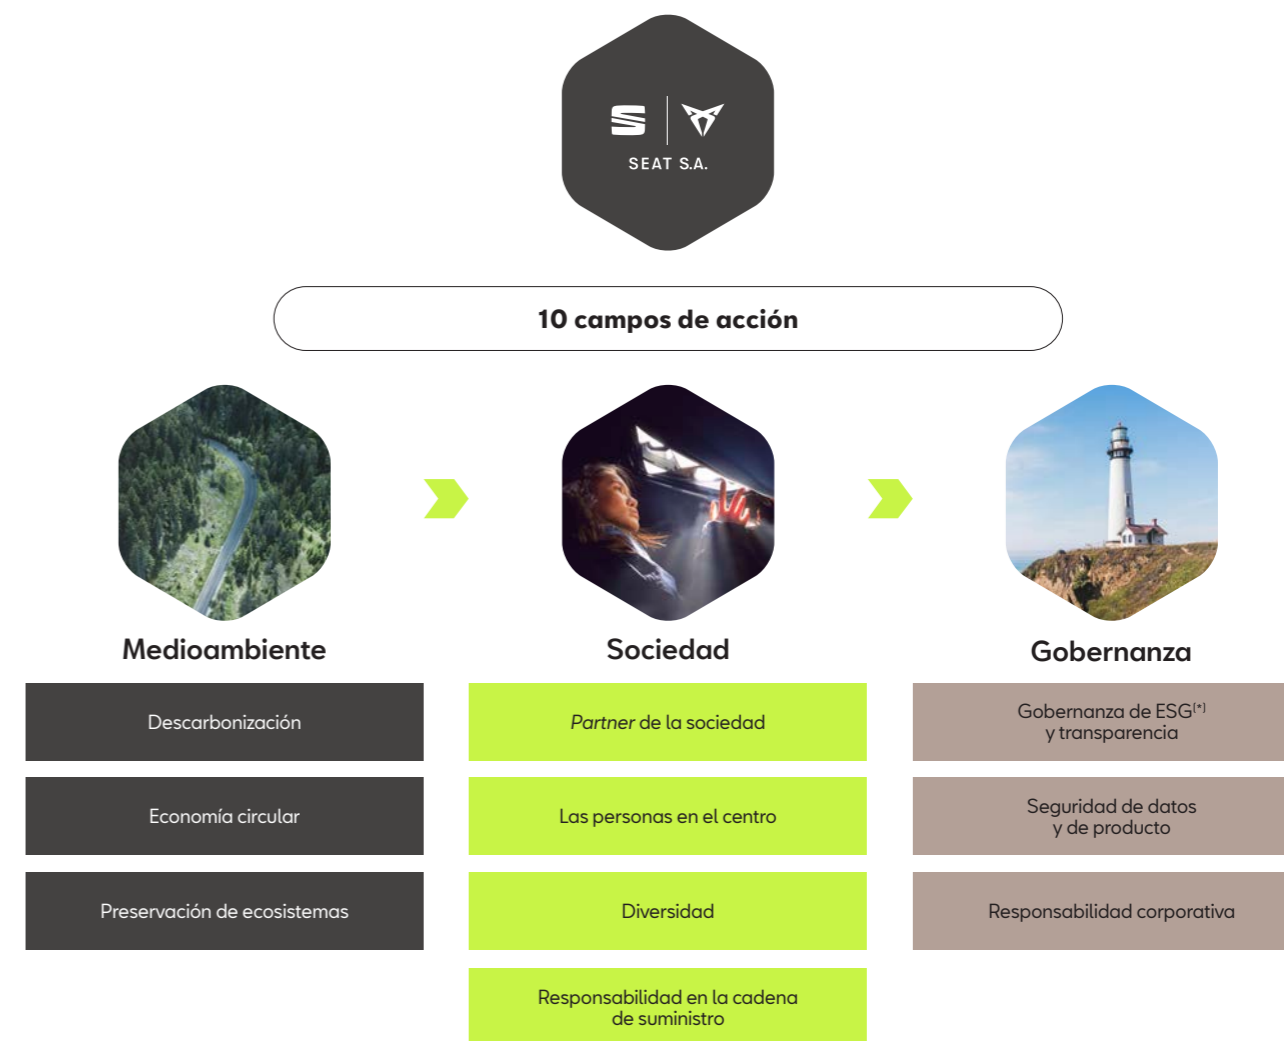 SEAT S.A.
10 campos de acción
Medioambiente
Descarbonización
Economía circular
Preservación de ecosistemas
Sociedad
Partner de la sociedad
Las personas en el centro
Diversidad
Responsabilidad en la cadena
de suministro
Gobernanza
Gobernanza de ESG(*)
y transparencia
Seguridad de datos
y de producto
Responsabilidad corporativa